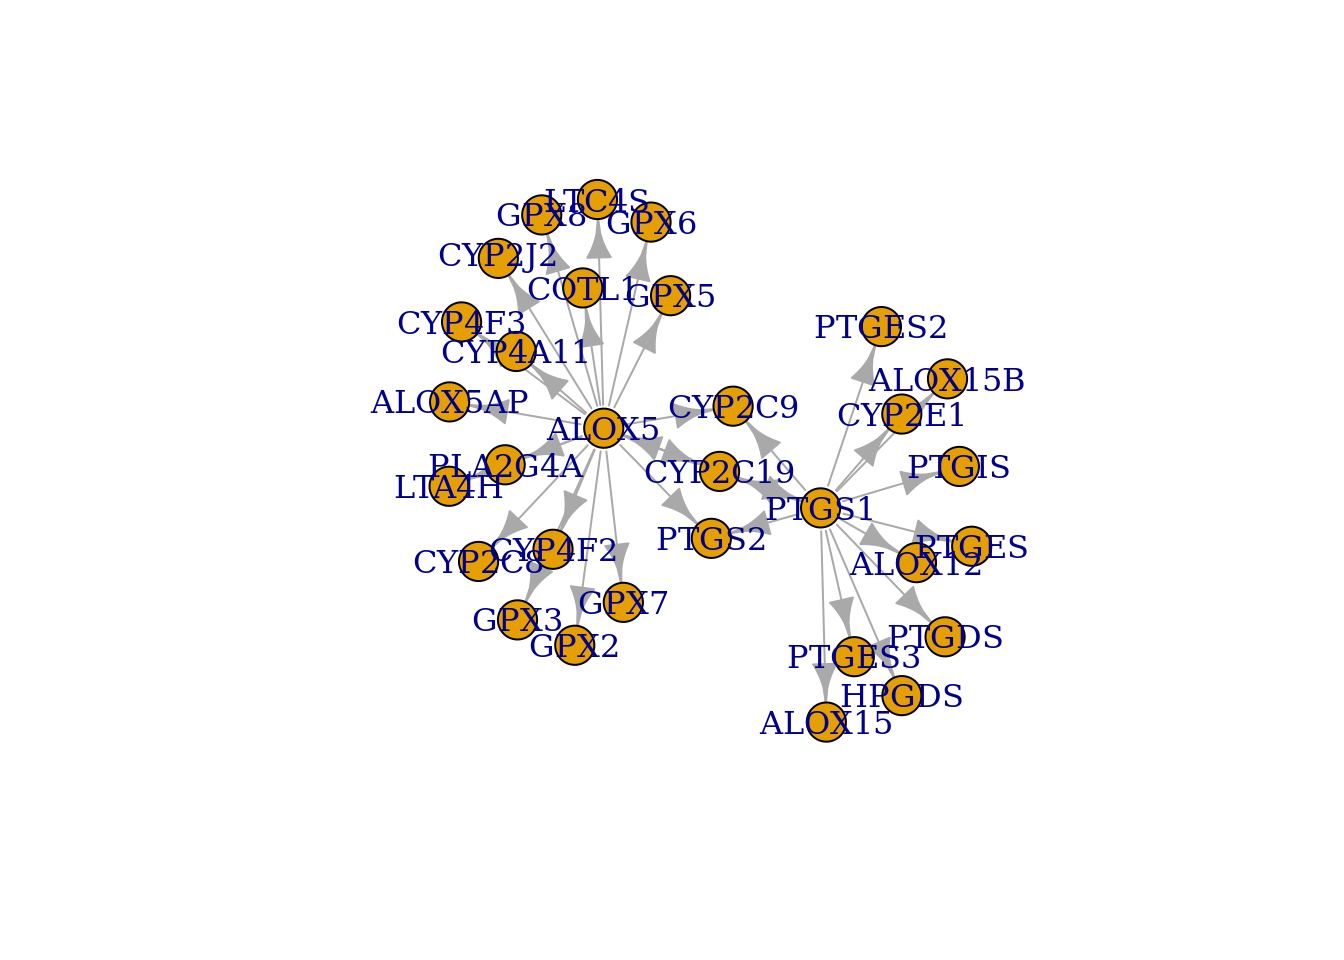 LTC4S
GPX8
GPX6
CYP2J2
COTL1
GPX5
CYP4F3
PTGES2
CYP4A11
ALOX15B
ALOX5AP
CYP2C9
CYP2E1
ALOX5
PLA2G4A
CYP2C19
PTGIS
LTA4H
PTGS1
PTGS2
PTGES
CYP4F2
CYP2C8
ALOX12
GPX7
GPX3
PTGDS
GPX2
PTGES3
HPGDS
ALOX15